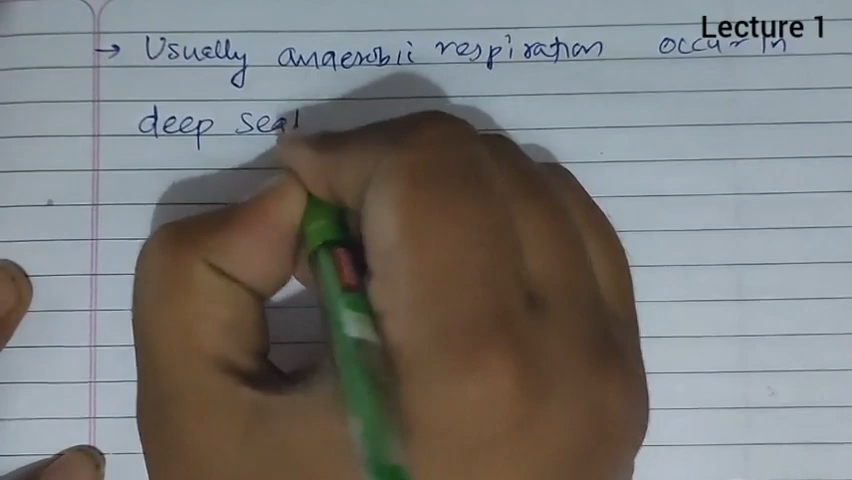 Lecture 1
→ Usually anaerobic respiration occur in
deep sea